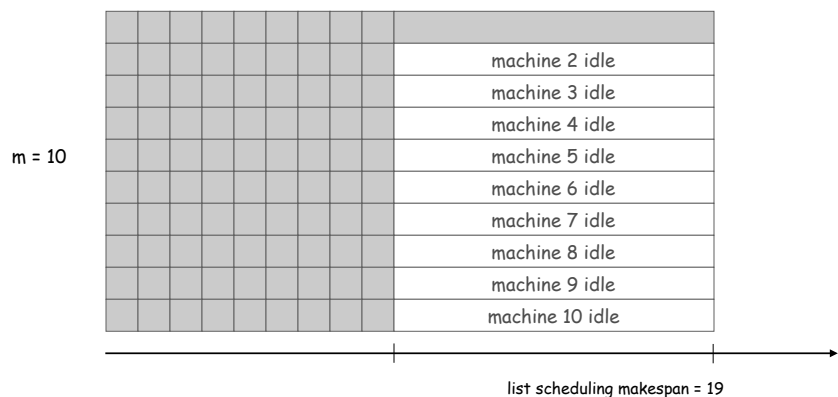 machine 2 idle
machine 3 idle
machine 4 idle
m = 10
machine 5 idle
machine 6 idle
machine 7 idle
machine 8 idle
machine 9 idle
machine 10 idle
list scheduling makespan = 19